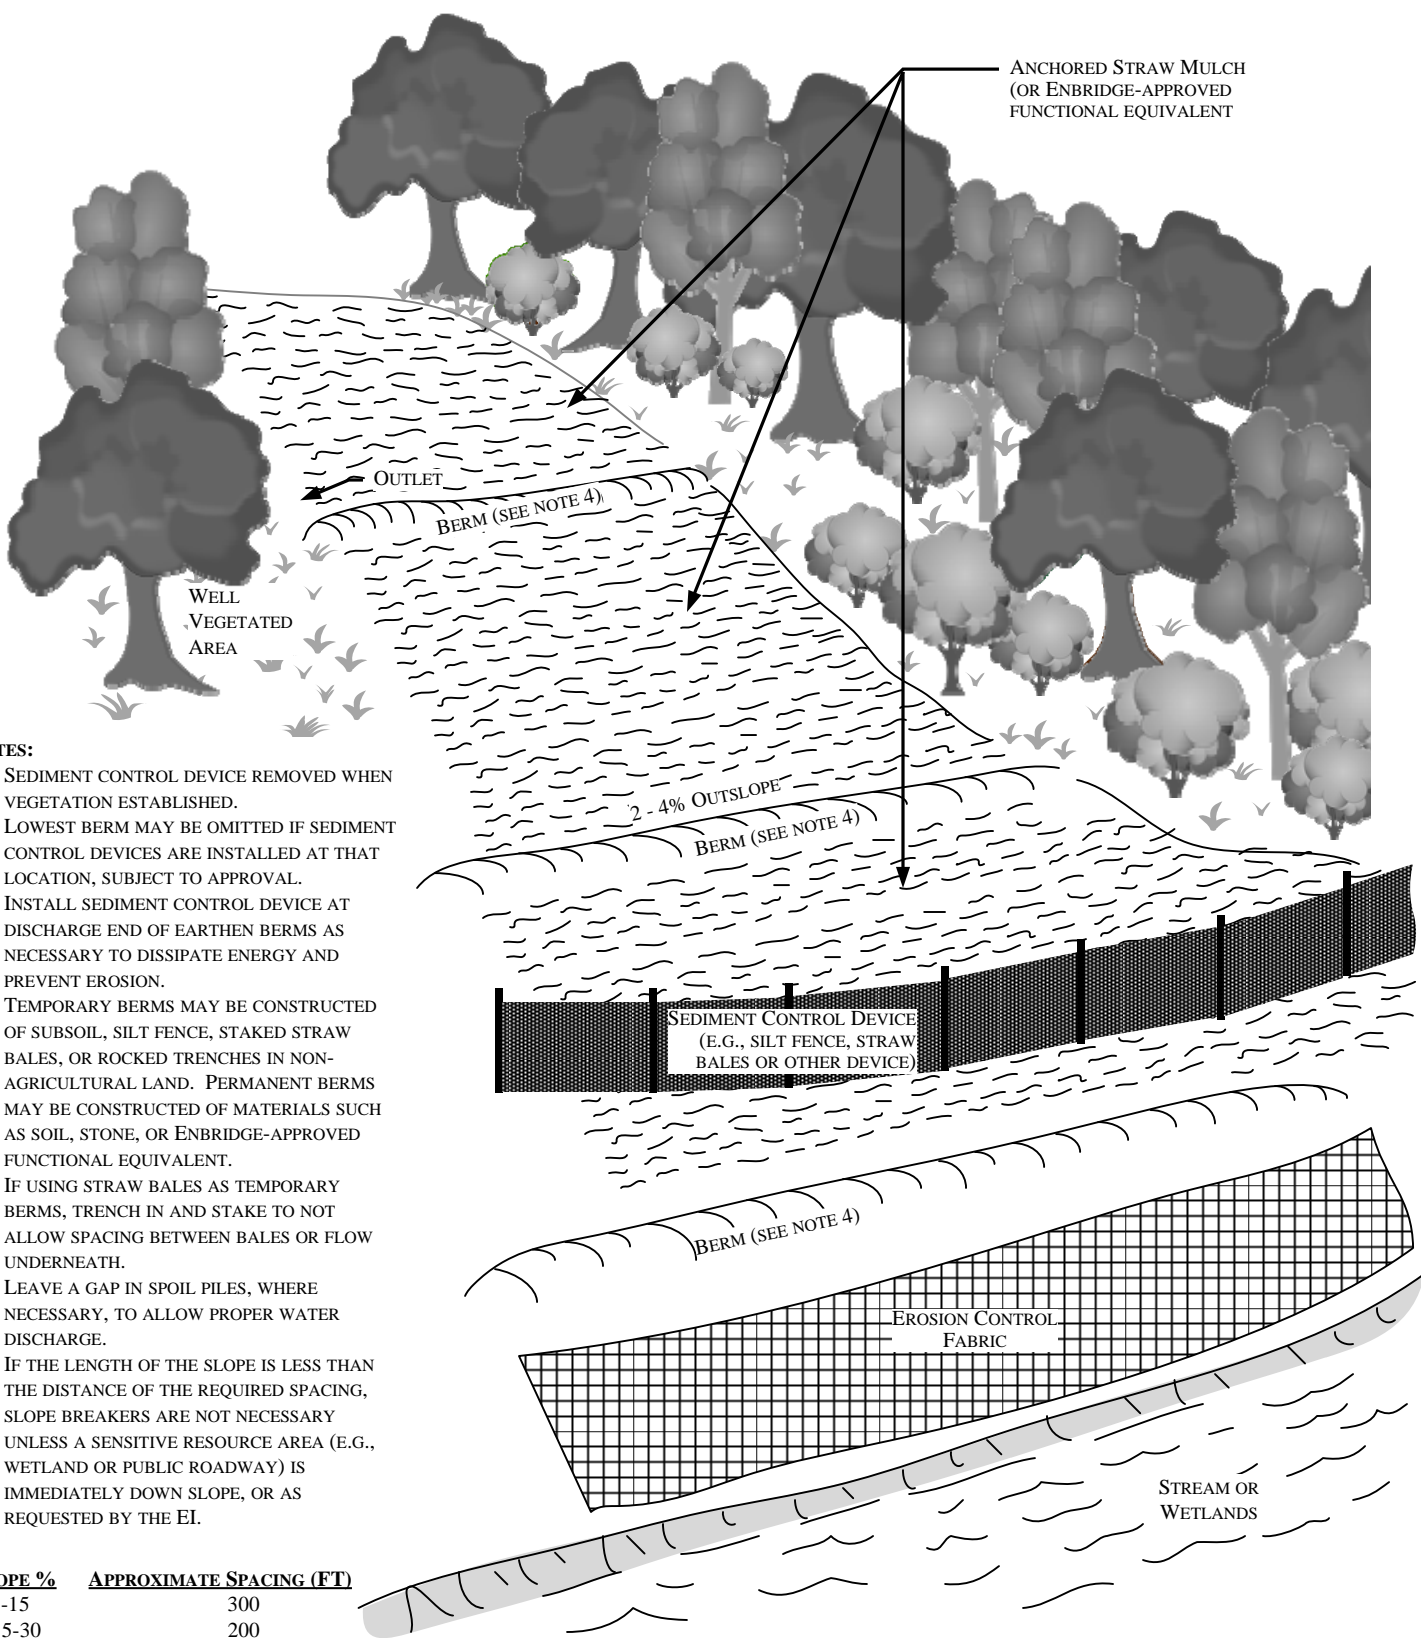 ANCHORED STRAW MULCH
(OR ENBRIDGE-APPROVED
FUNCTIONAL EQUIVALENT
OUTLET
BERM (SEE NOTE 4)
WELL
VEGETATED
AREA
2 - 4% OUTSLOPE
BERM (SEE NOTE 4)
SEDIMENT CONTROL DEVICE
(E.G., SILT FENCE, STRAW
BALES OR OTHER DEVICE)
BERM (SEE NOTE 4)
EROSION CONTROL
FABRIC
STREAM OR
WETLANDS
TES:
SEDIMENT CONTROL DEVICE REMOVED WHEN
VEGETATION ESTABLISHED.
LOWEST BERM MAY BE OMITTED IF SEDIMENT
CONTROL DEVICES ARE INSTALLED AT THAT
LOCATION, SUBJECT TO APPROVAL.
INSTALL SEDIMENT CONTROL DEVICE AT
DISCHARGE END OF EARTHEN BERMS AS
NECESSARY TO DISSIPATE ENERGY AND
PREVENT EROSION.
TEMPORARY BERMS MAY BE CONSTRUCTED
OF SUBSOIL, SILT FENCE, STAKED STRAW
BALES, OR ROCKED TRENCHES IN NON-
AGRICULTURAL LAND. PERMANENT BERMS
MAY BE CONSTRUCTED OF MATERIALS SUCH
AS SOIL, STONE, OR ENBRIDGE-APPROVED
FUNCTIONAL EQUIVALENT.
IF USING STRAW BALES AS TEMPORARY
BERMS, TRENCH IN AND STAKE TO NOT
ALLOW SPACING BETWEEN BALES OR FLOW
UNDERNEATH.
LEAVE A GAP IN SPOIL PILES, WHERE
NECESSARY, TO ALLOW PROPER WATER
DISCHARGE.
IF THE LENGTH OF THE SLOPE IS LESS THAN
THE DISTANCE OF THE REQUIRED SPACING,
SLOPE BREAKERS ARE NOT NECESSARY
UNLESS A SENSITIVE RESOURCE AREA (E.G.,
WETLAND OR PUBLIC ROADWAY) IS
IMMEDIATELY DOWN SLOPE, OR AS
REQUESTED BY THE EI.
OPE % APPROXIMATE SPACING (FT)
-15 300
5-30 200